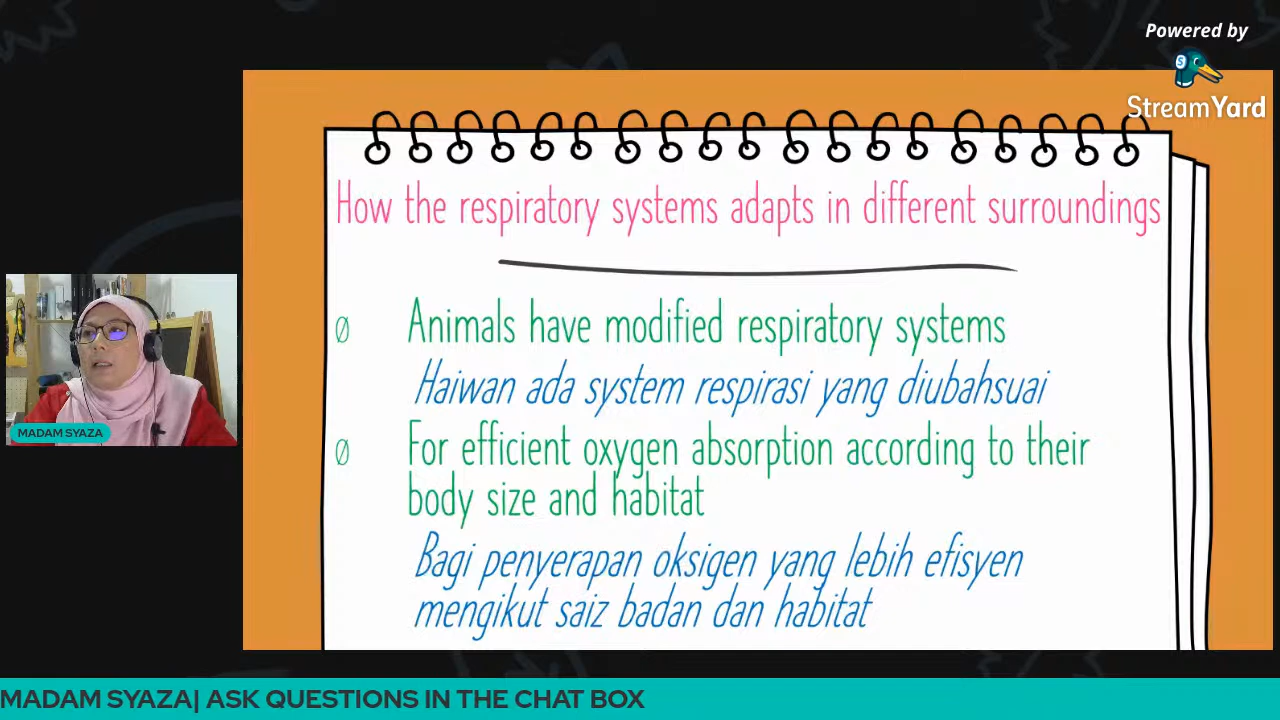 Powered by
StreamYard
How the respiratory systems adapts in different surroundings
Ø Animals have modified respiratory systems
Haiwan ada system respirasi yang diubahsuai
Ø For efficient oxygen absorption according to their
body size and habitat
Bagi penyerapan oksigen yang lebih efisyen
mengikut saiz badan dan habitat
MADAM SYAZA
MADAM SYAZA| ASK QUESTIONS IN THE CHAT BOX